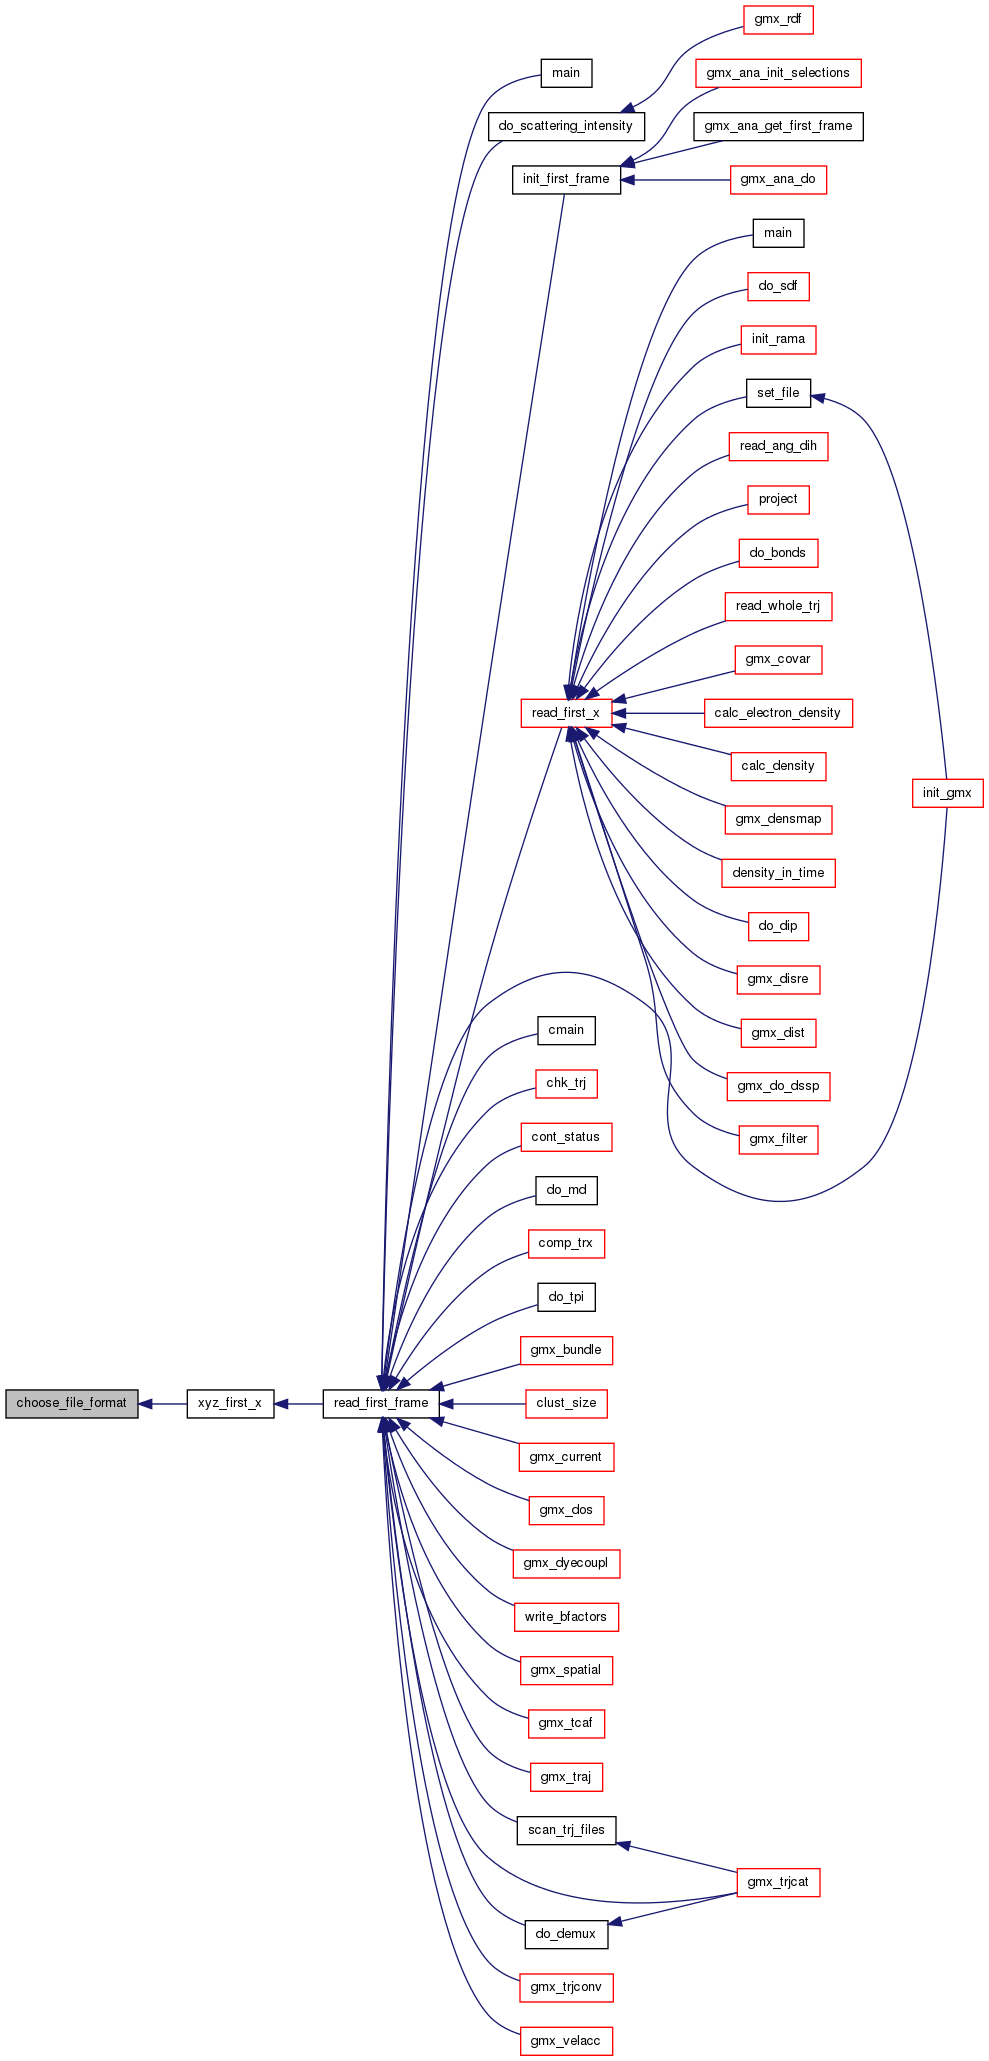 gmx_rdf
main
gmx_ana_init_selections
do_scattering_intensity
gmx_ana_get_first_frame
init_first_frame
gmx_ana_do
main
do_sdf
init_rama
set_file
read_ang_dih
project
do_bonds
read_whole_trj
gmx_covar
read_first_x
calc_electron_density
calc_density
init_gmx
gmx_densmap
density_in_time
do_dip
gmx_disre
cmain
gmx_dist
chk_trj
gmx_do_dssp
cont_status
gmx_filter
do_md
comp_trx
do_tpi
gmx_bundle
choose_file_format
xyz_first_x
read_first_frame
clust_size
gmx_current
gmx_dos
gmx_dyecoupl
write_bfactors
gmx_spatial
gmx_tcaf
gmx_traj
scan_trj_files
gmx_trjcat
do_demux
gmx_trjconv
gmx_velacc